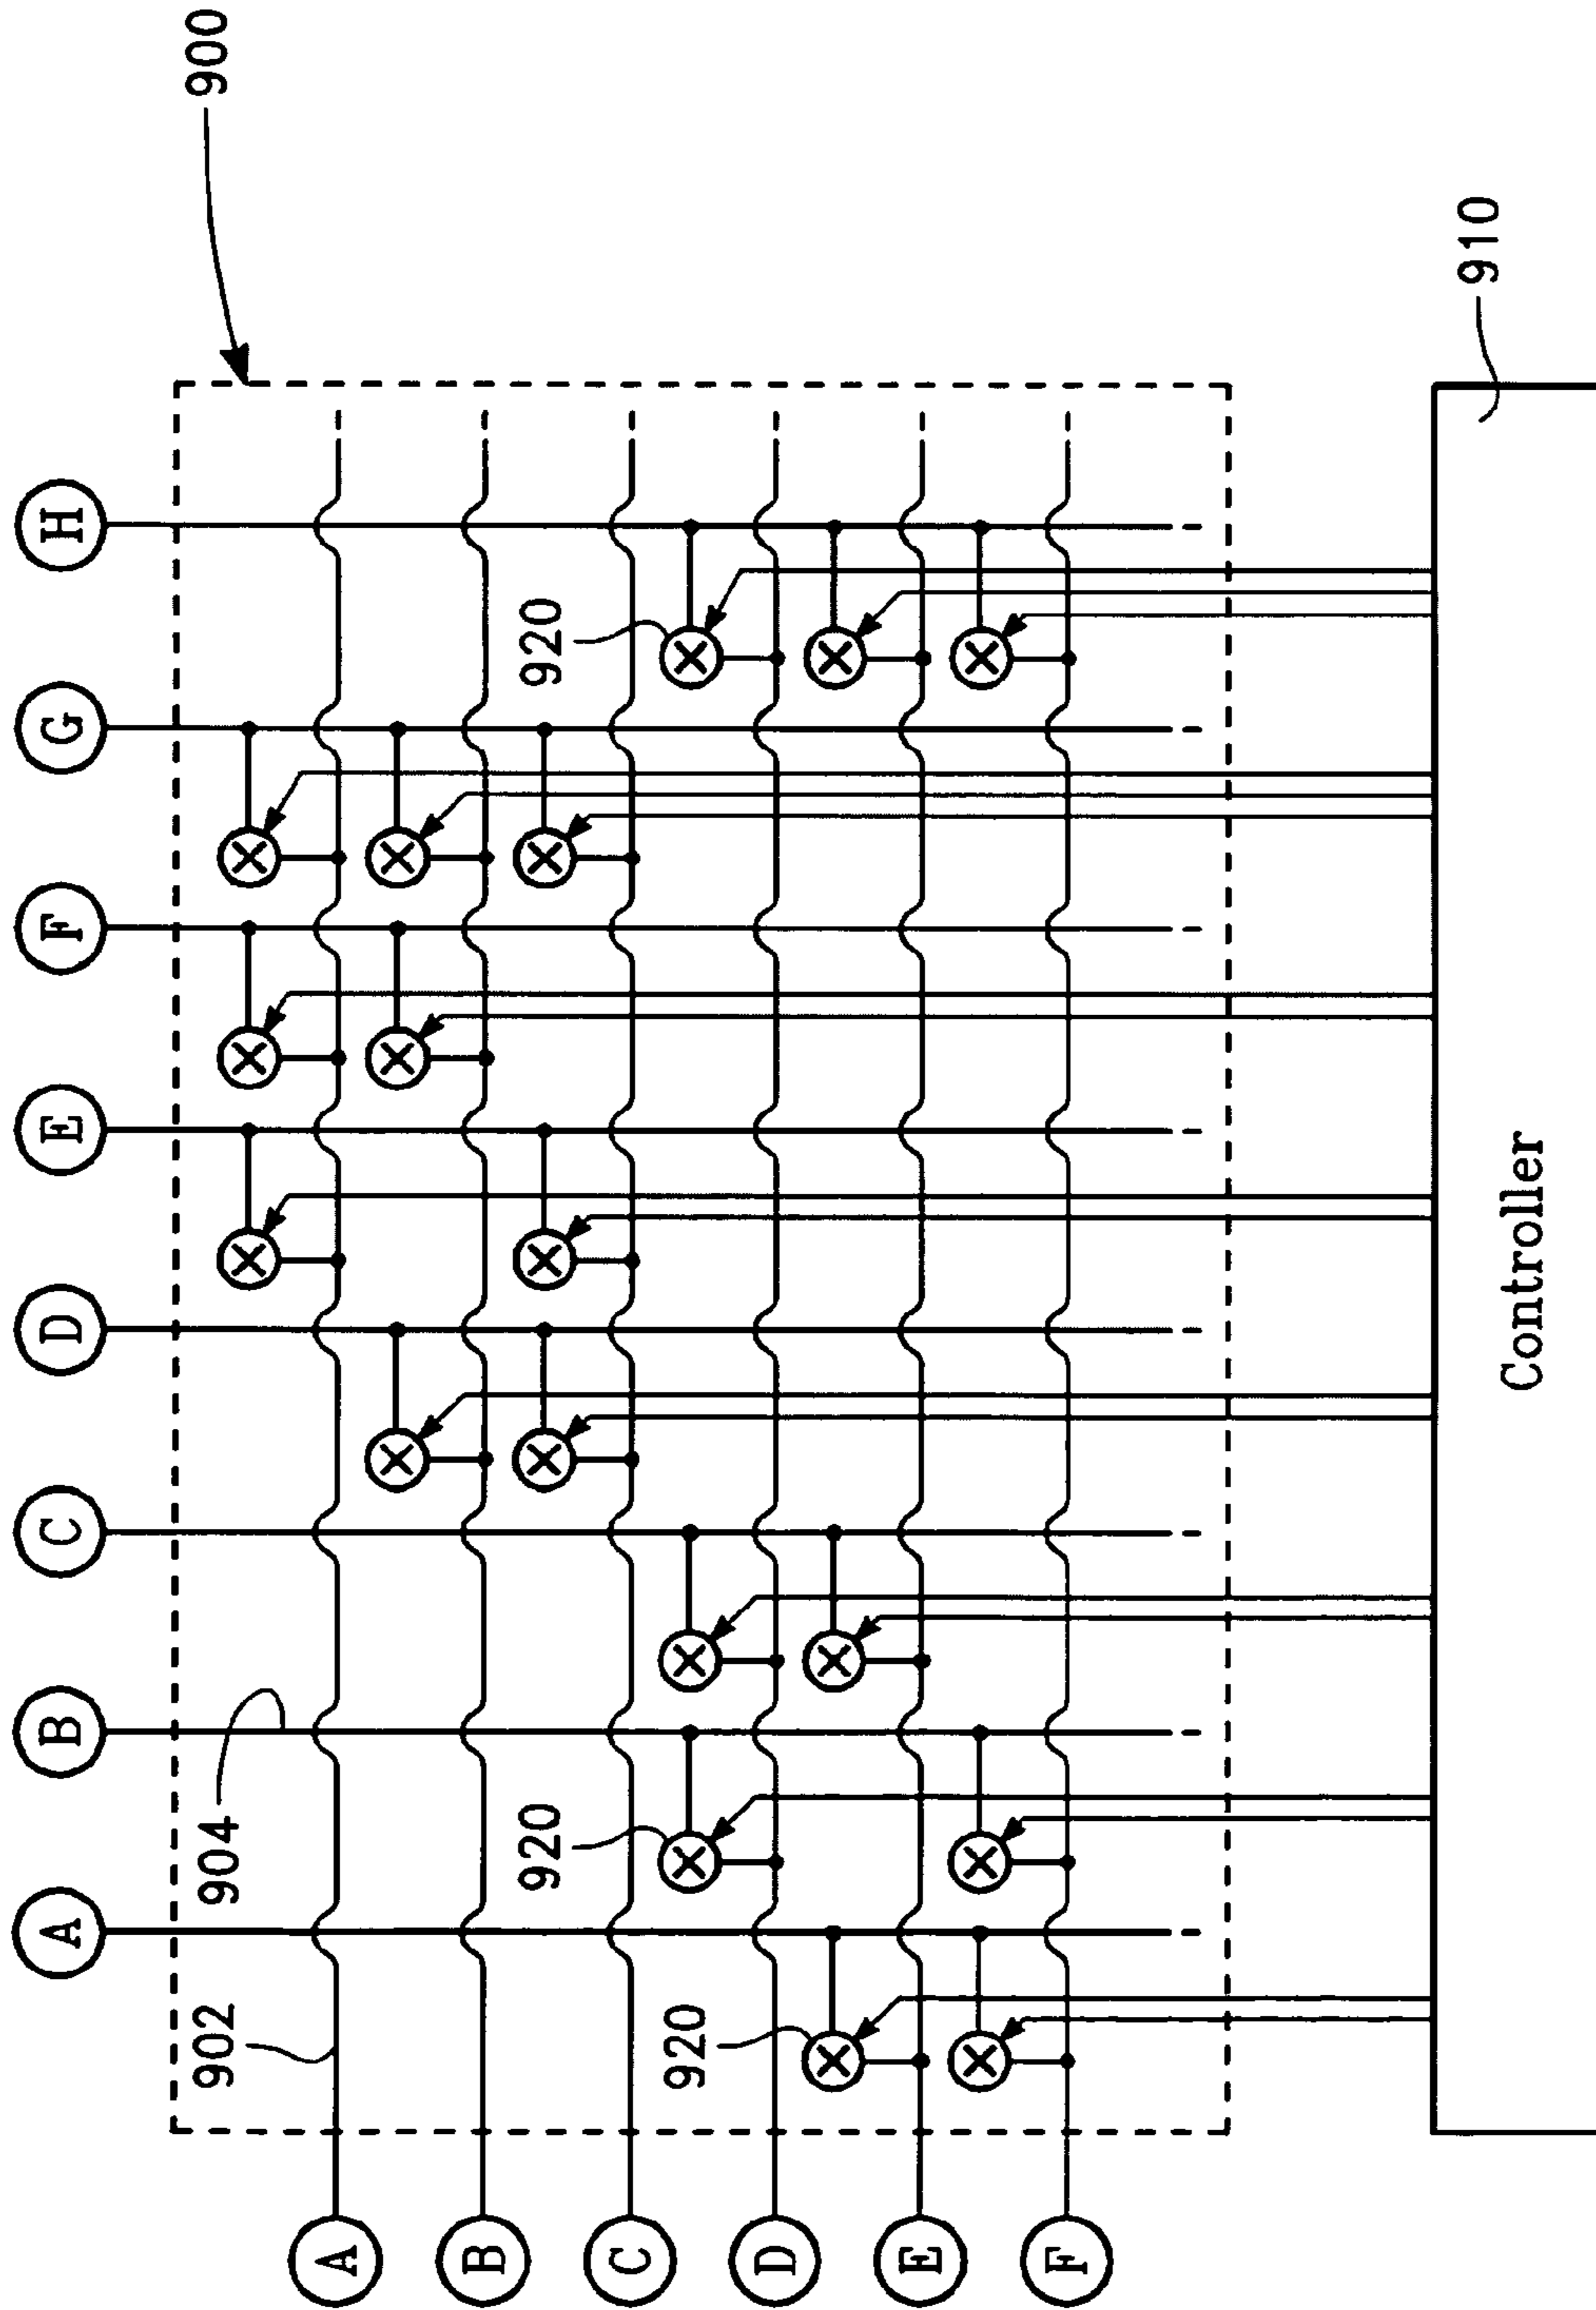 A B C D E F G H
902 904 900
A
B
920 920
C
920
D
E
F
910
Controller